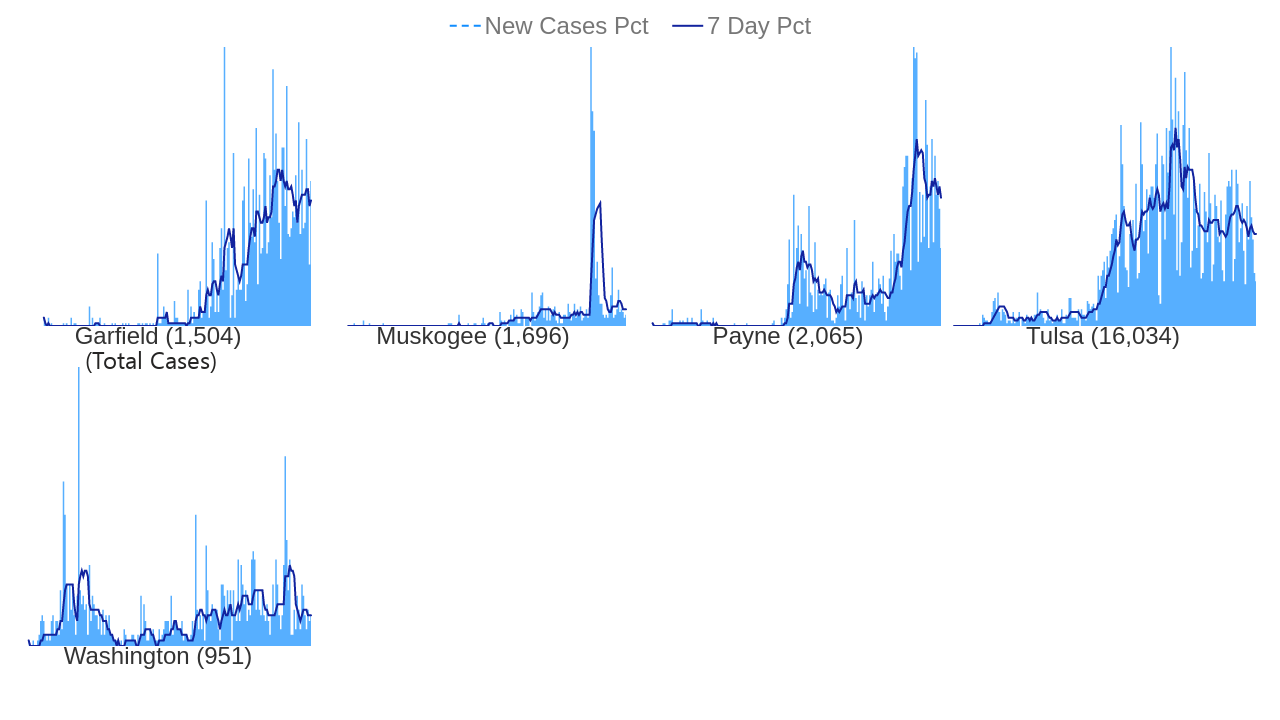 New Cases Pct 7 Day Pct
Garfield (1,504) Muskogee (1,696) Payne (2,065) Tulsa (16,034)
(Total Cases)
Washington (951)